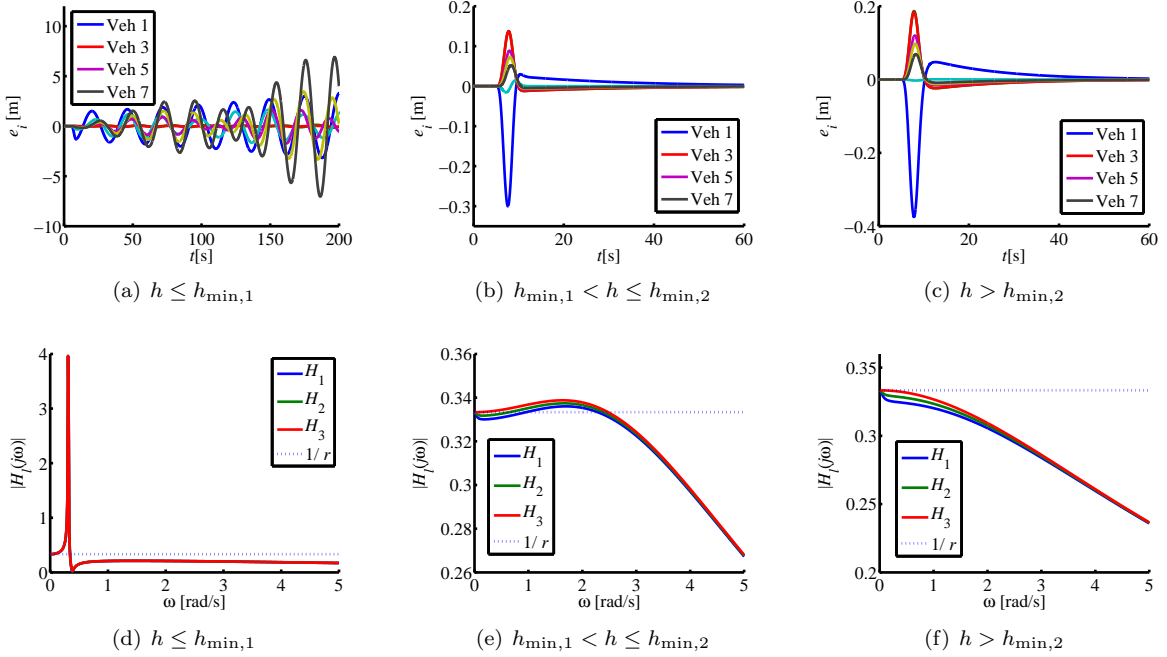 12
10
5
0
−5
−10
0
50
100
150
200
e_i [m]
t[s]
Veh 1
Veh 3
Veh 5
Veh 7
(a) h ≤ h_min,1
0.2
0.1
0
−0.1
−0.2
−0.3
0
20
40
60
e_i [m]
t[s]
Veh 1
Veh 3
Veh 5
Veh 7
(b) h_min,1 < h ≤ h_min,2
0.2
0
−0.2
−0.4
0
20
40
60
e_i [m]
t[s]
Veh 1
Veh 3
Veh 5
Veh 7
(c) h > h_min,2
4
3
2
1
0
0
1
2
3
4
5
|H_l(jω)|
ω [rad/s]
H_1
H_2
H_3
1/ r
(d) h ≤ h_min,1
0.36
0.34
0.32
0.3
0.28
0.26
0
1
2
3
4
5
|H_l(jω)|
ω [rad/s]
H_1
H_2
H_3
1/ r
(e) h_min,1 < h ≤ h_min,2
0.35
0.3
0.25
0.2
0
1
2
3
4
5
|H_l(jω)|
ω [rad/s]
H_1
H_2
H_3
1/ r
(f) h > h_min,2